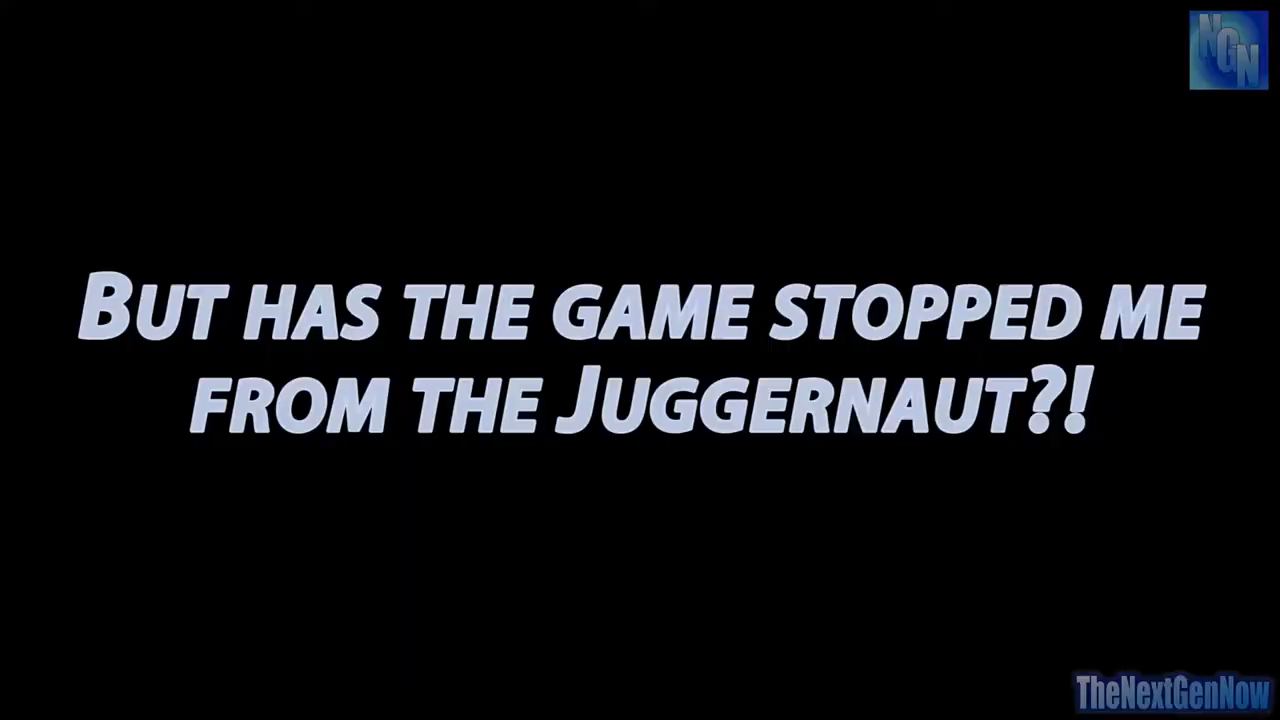 NGN
BUT HAS THE GAME STOPPED ME
FROM THE JUGGERNAUT?!
TheNextGenNow